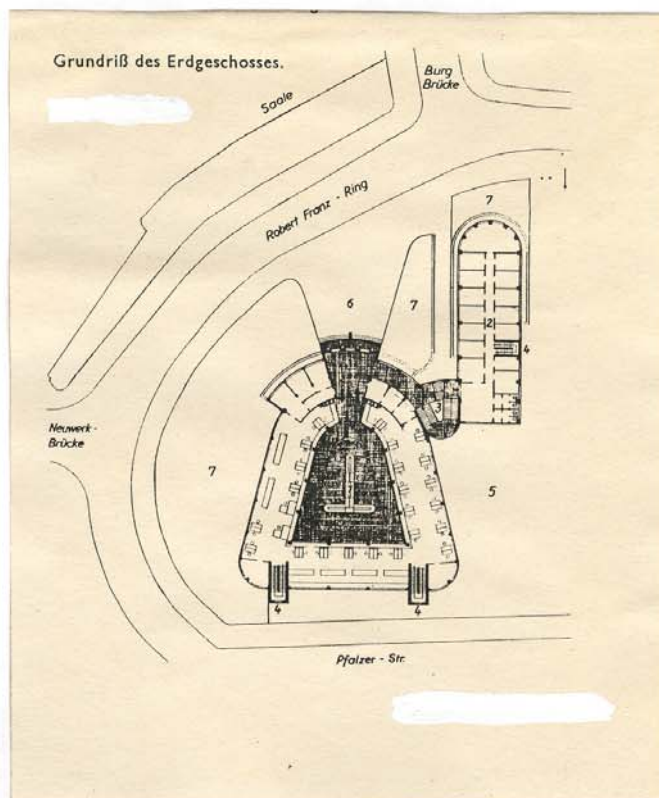 Grundriß des Erdgeschosses.
Burg
Brücke
Saale
Robert Franz - Ring
7
6
7
2
4
3
Neuwerk-
Brücke
7
5
4
4
Pfälzer - Str.